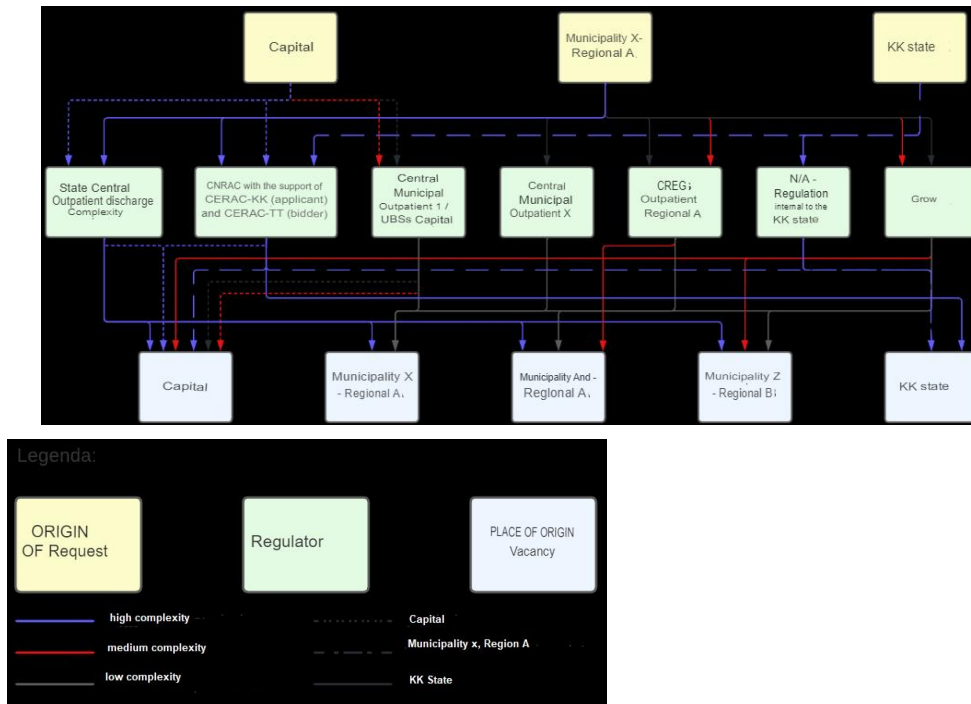 Capital
Municipality X-
Regional A.
KK state
State Central
Outpatient discharge
Complexity
CNRAC with the support of
CERAC-KK (applicant)
and CERAC-TT (bidder)
Central
Municipal
Outpatient 1 /
UBSs Capital
Central
Municipal
Outpatient X
CREG;
Outpatient
Regional A
N/A -
Regulation
internal to the
KK state
Grow
Capital
Municipality X
- Regional A.
Municipality And -
Regional A.
Municipality Z
- Regional B;
KK state
Legenda:
ORIGIN
OF Request
Regulator
PLACE OF ORIGIN
Vacancy
high complexity
Capital
medium complexity
Municipality x, Region A
low complexity
KK State